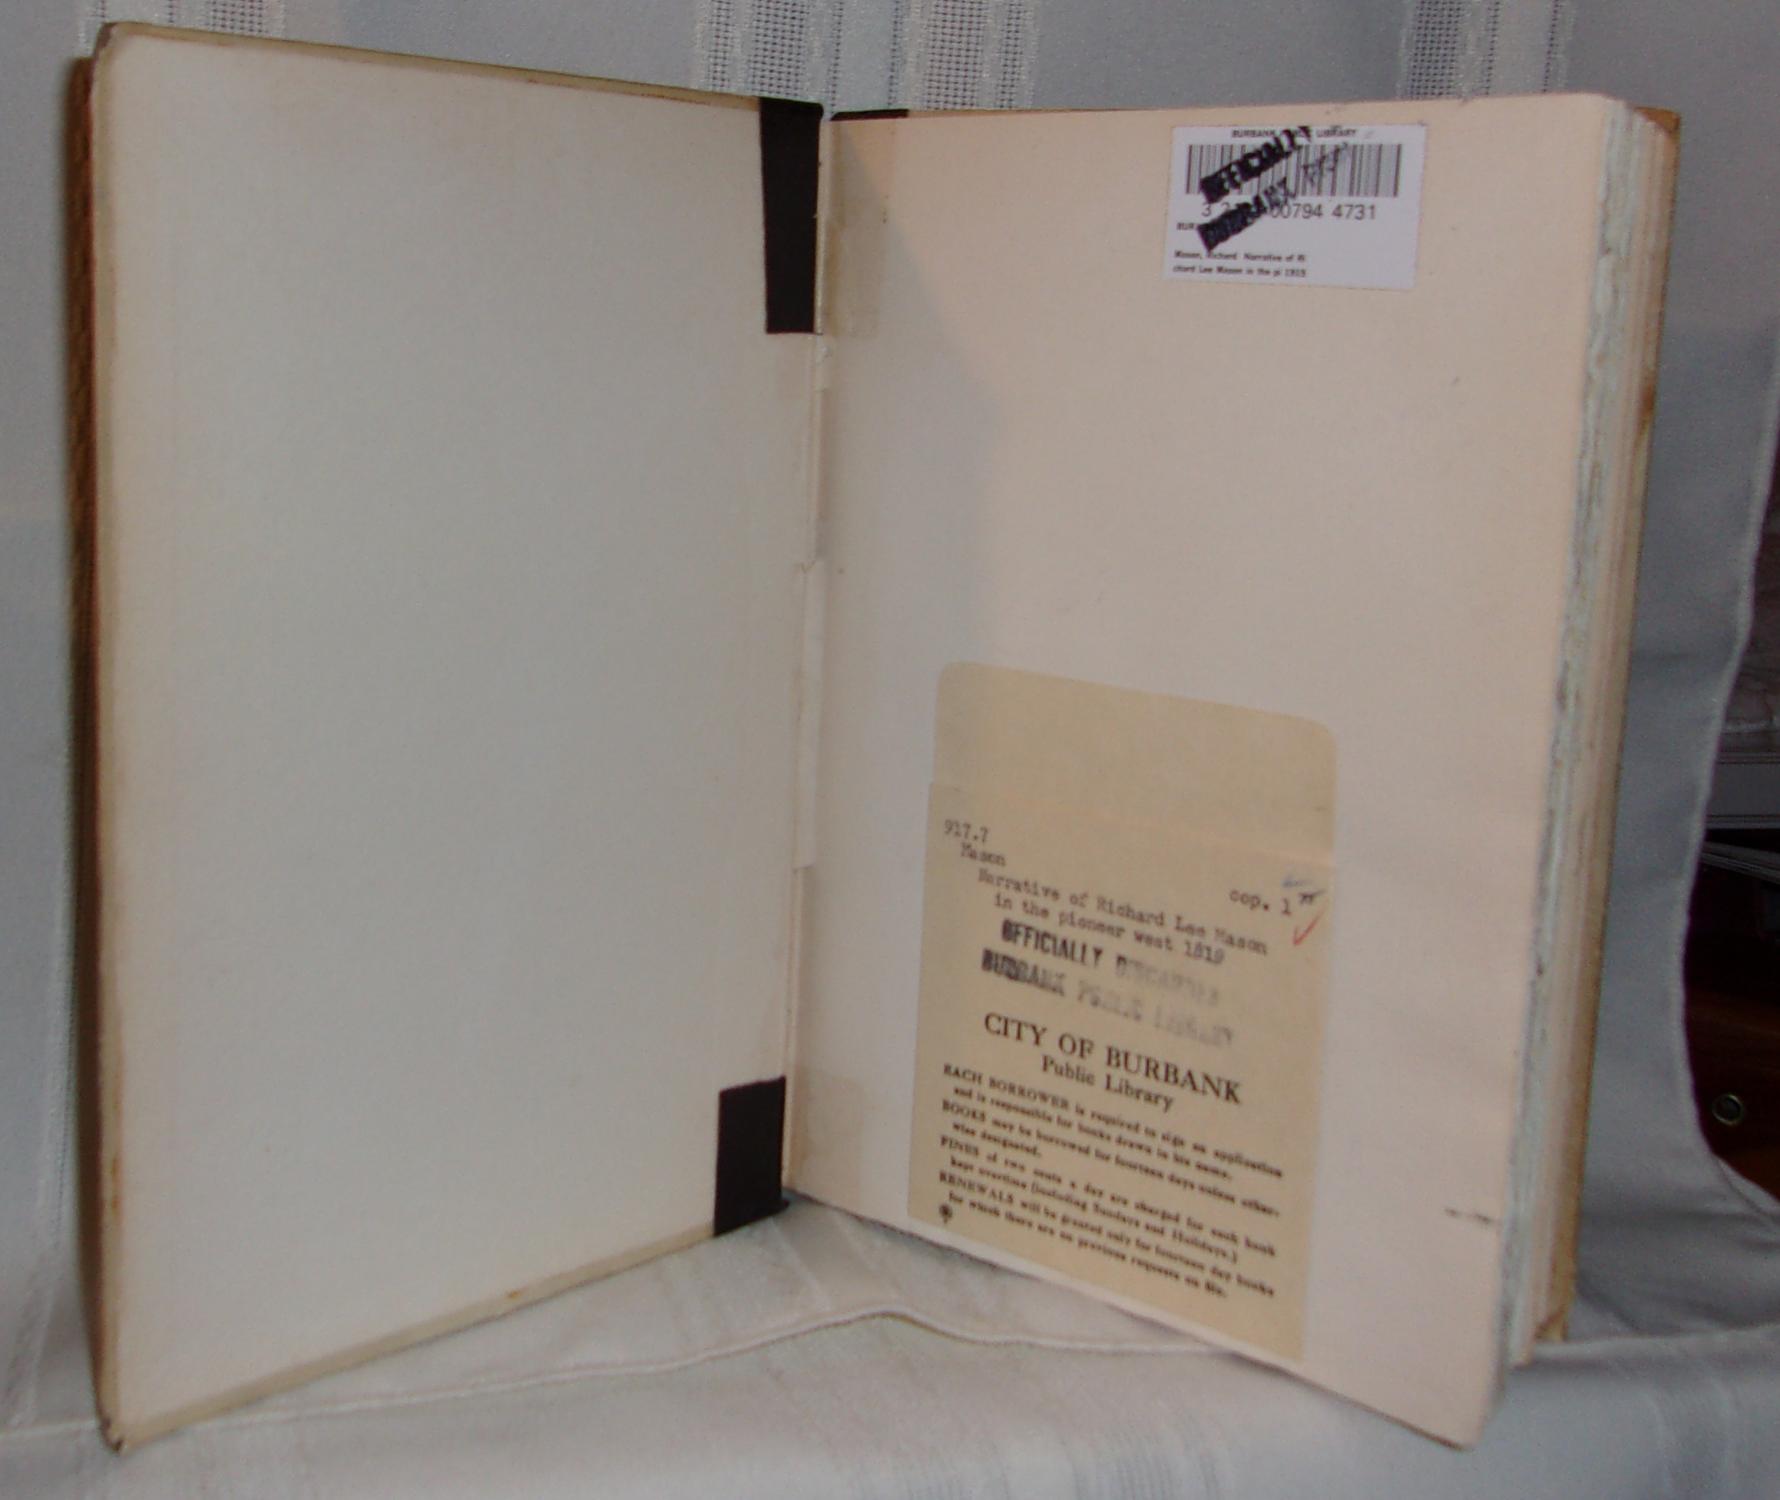 BURBANK LIBRARY
OFFICIALLY
BURBANK
3 2 00794 4731
BUR
Mason, Richard Narrative of Ri
chard Lee Mason in the pi 1915
917.7
Mason
cop. 1
Narrative of Richard Lee Mason
in the pioneer west 1819
OFFICIALLY DISCARDED
BURBANK PUBLIC LIBRARY
CITY OF BURBANK
Public Library
EACH BORROWER is required to sign an application
and is responsible for books drawn in his name.
BOOKS may be borrowed for fourteen days unless other-
wise designated.
FINES of two cents a day are charged for each book
kept overtime (including Sundays and Holidays.)
RENEWALS will be granted only for fourteen day books
for which there are no previous requests on file.